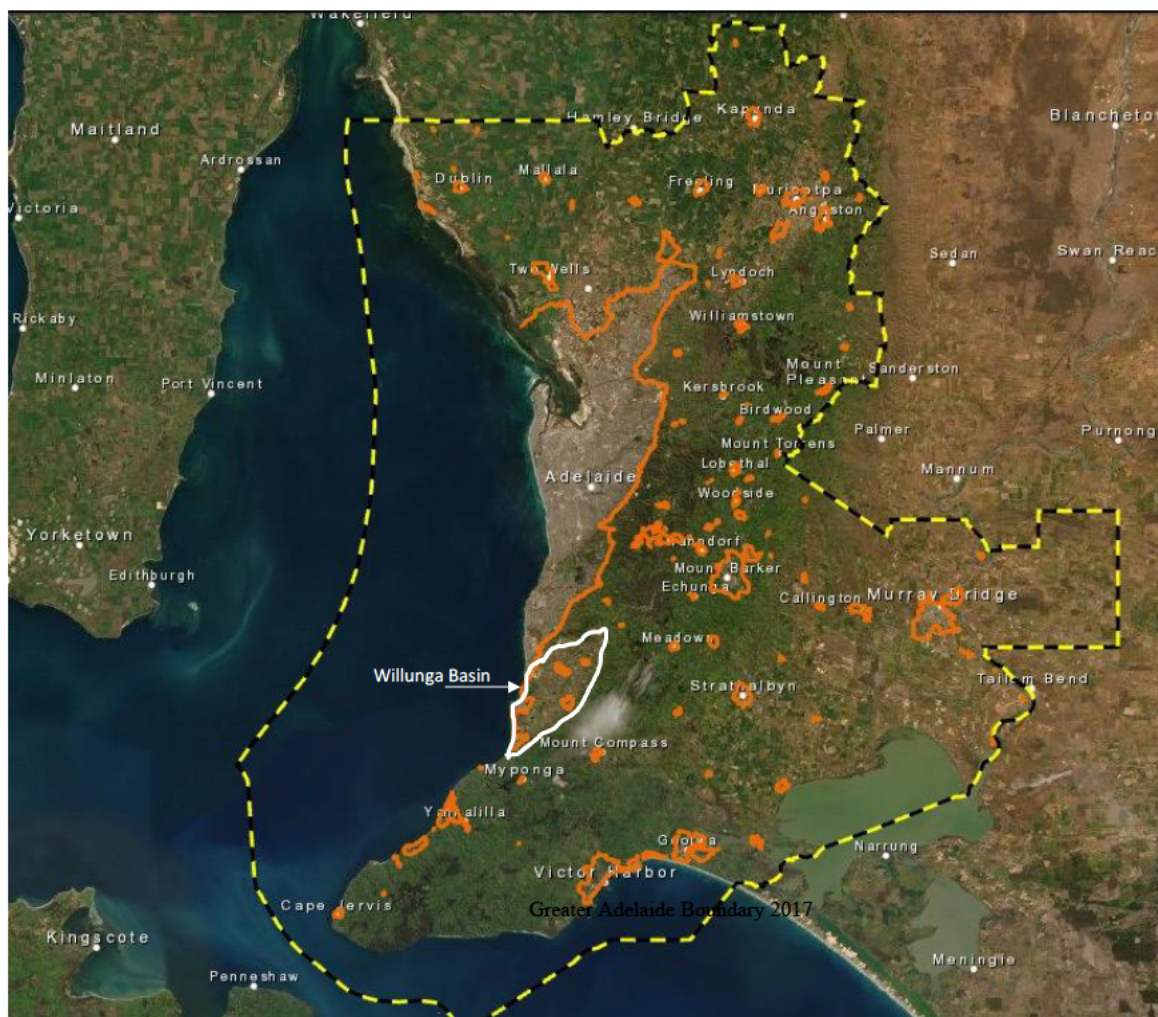 Wakefield
Maitland
Ardrossan
Hamley Bridge
Kapunda
Blanchetow
Victoria
Dublin
Mallala
Freeling
Nuriootpa
Angaston
Sedan
Swan Reac
Two Wells
Lyndoch
Rickaby
Williamstown
Minlaton
Port Vincent
Kersbrook
Mount
Pleasant
Sanderston
Birdwood
Palmer
Purnong
Mount Torrens
Lobethal
Mannum
Adelaide
Woodside
Yorketown
Edithburgh
Mount Barker
Echunga
Callington
Murray Bridge
Meadows
Willunga Basin
Strathalbyn
Tailem Bend
Mount Compass
Myponga
Yankalilla
Goolwa
Narrung
Victor Harbor
Cape Jervis
Greater Adelaide Boundary 2017
Kingscote
Penneshaw
Meningie